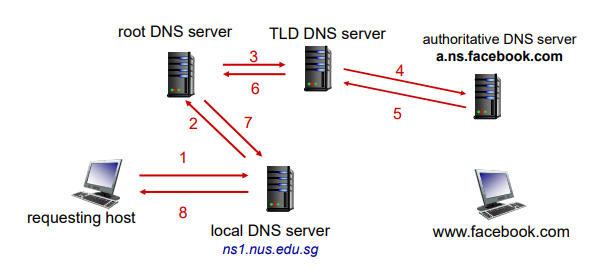 root DNS server
TLD DNS server
authoritative DNS server
a.ns.facebook.com
3
6
4
5
2
7
1
8
requesting host
local DNS server
ns1.nus.edu.sg
www.facebook.com